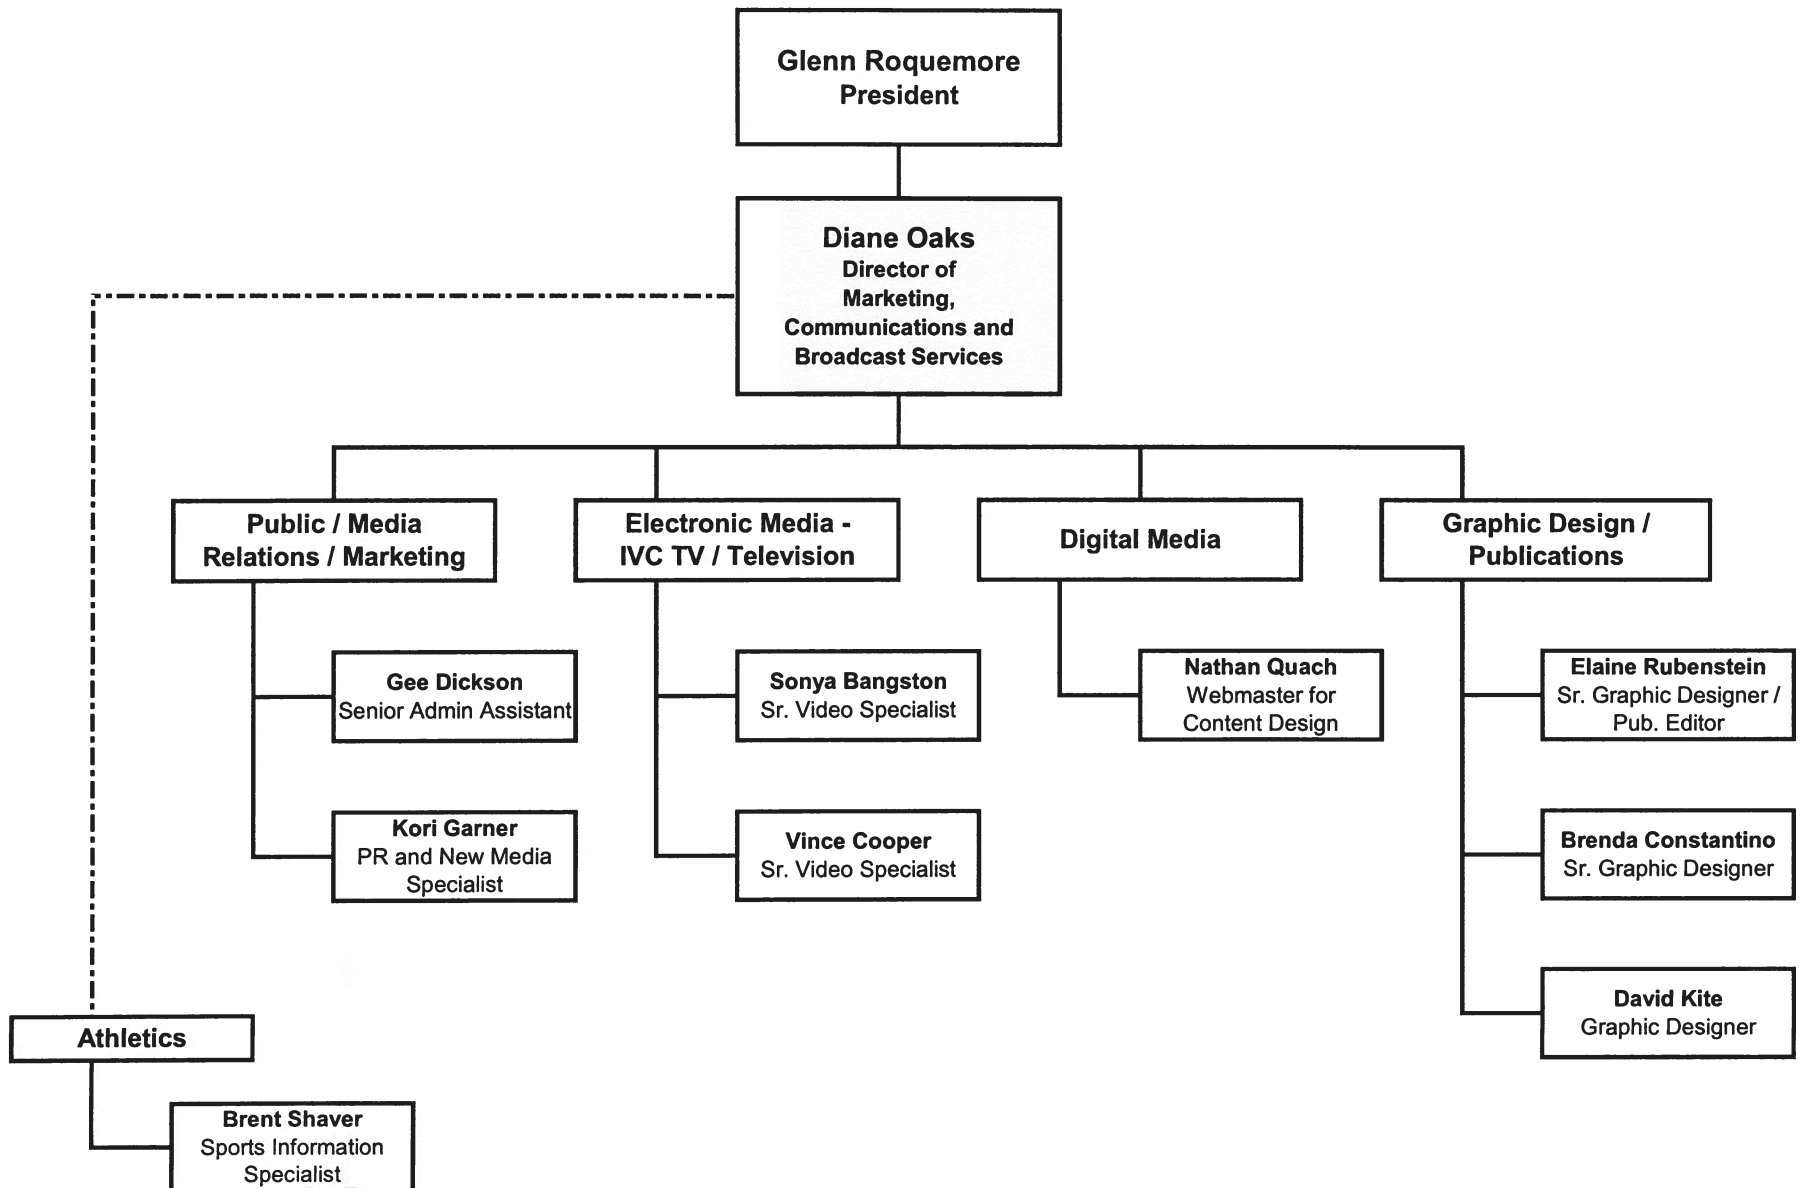 Glenn Roquemore
President
Diane Oaks
Director of
Marketing,
Communications and
Broadcast Services
Public / Media
Relations / Marketing
Electronic Media -
IVC TV / Television
Digital Media
Graphic Design /
Publications
Gee Dickson
Senior Admin Assistant
Kori Garner
PR and New Media
Specialist
Sonya Bangston
Sr. Video Specialist
Vince Cooper
Sr. Video Specialist
Nathan Quach
Webmaster for
Content Design
Elaine Rubenstein
Sr. Graphic Designer /
Pub. Editor
Brenda Constantino
Sr. Graphic Designer
David Kite
Graphic Designer
Athletics
Brent Shaver
Sports Information
Specialist